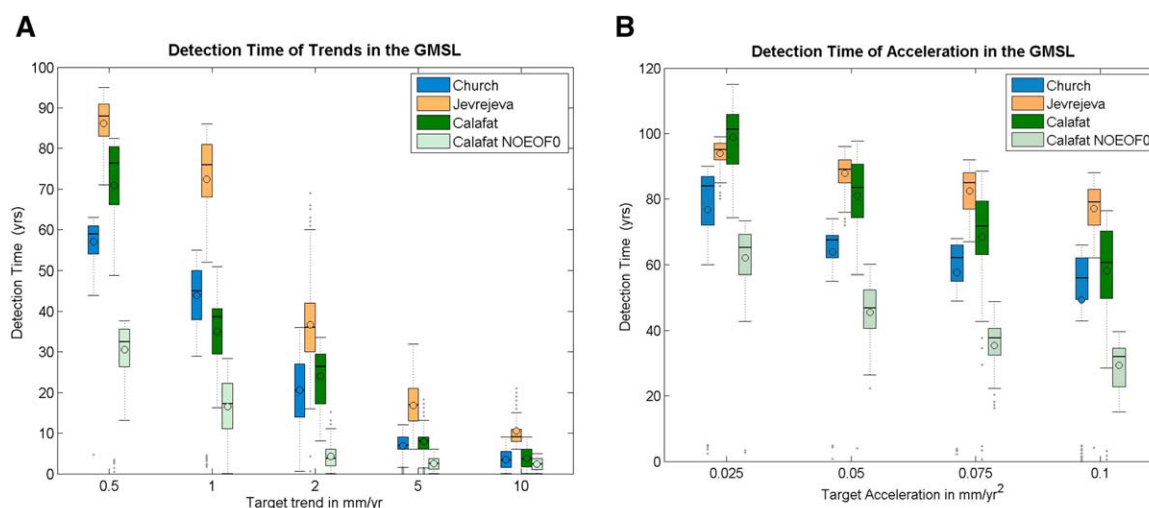 A
Detection Time of Trends in the GMSL
Detection Time (yrs)
100
90
80
70
60
50
40
30
20
10
0
0.5 1 2 5 10
Target trend in mm/yr
Church
Jevrejeva
Calafat
Calafat NOEOF0
B
Detection Time of Acceleration in the GMSL
Detection Time (yrs)
120
100
80
60
40
20
0
0.025 0.05 0.075 0.1
Target Acceleration in mm/yr²
Church
Jevrejeva
Calafat
Calafat NOEOF0